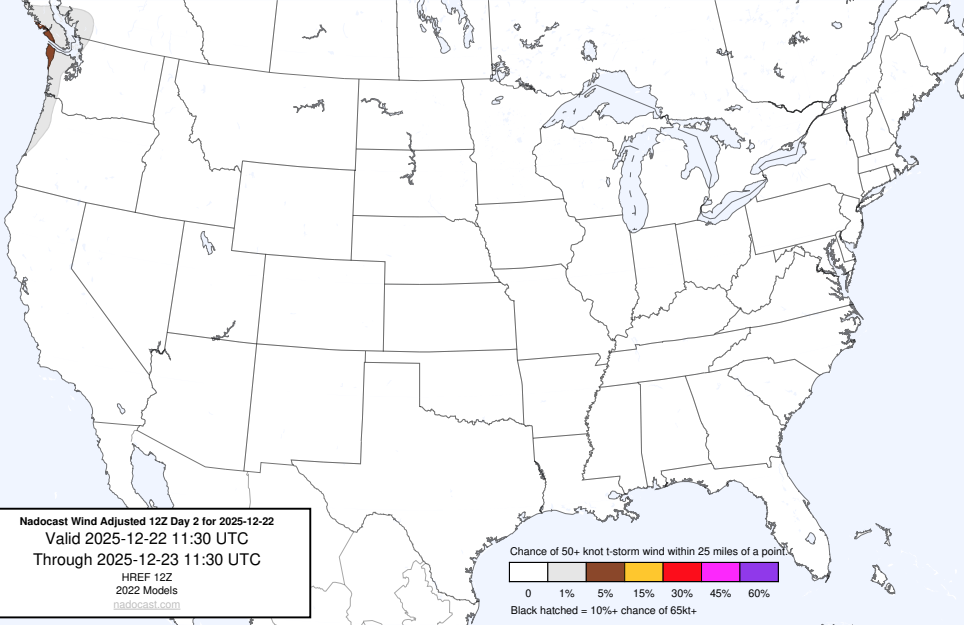 Nadocast Wind Adjusted 12Z Day 2 for 2025-12-22
Valid 2025-12-22 11:30 UTC
Through 2025-12-23 11:30 UTC
HREF 12Z
2022 Models
nadocast.com
Chance of 50+ knot t-storm wind within 25 miles of a point.
0 1% 5% 15% 30% 45% 60%
Black hatched = 10%+ chance of 65kt+